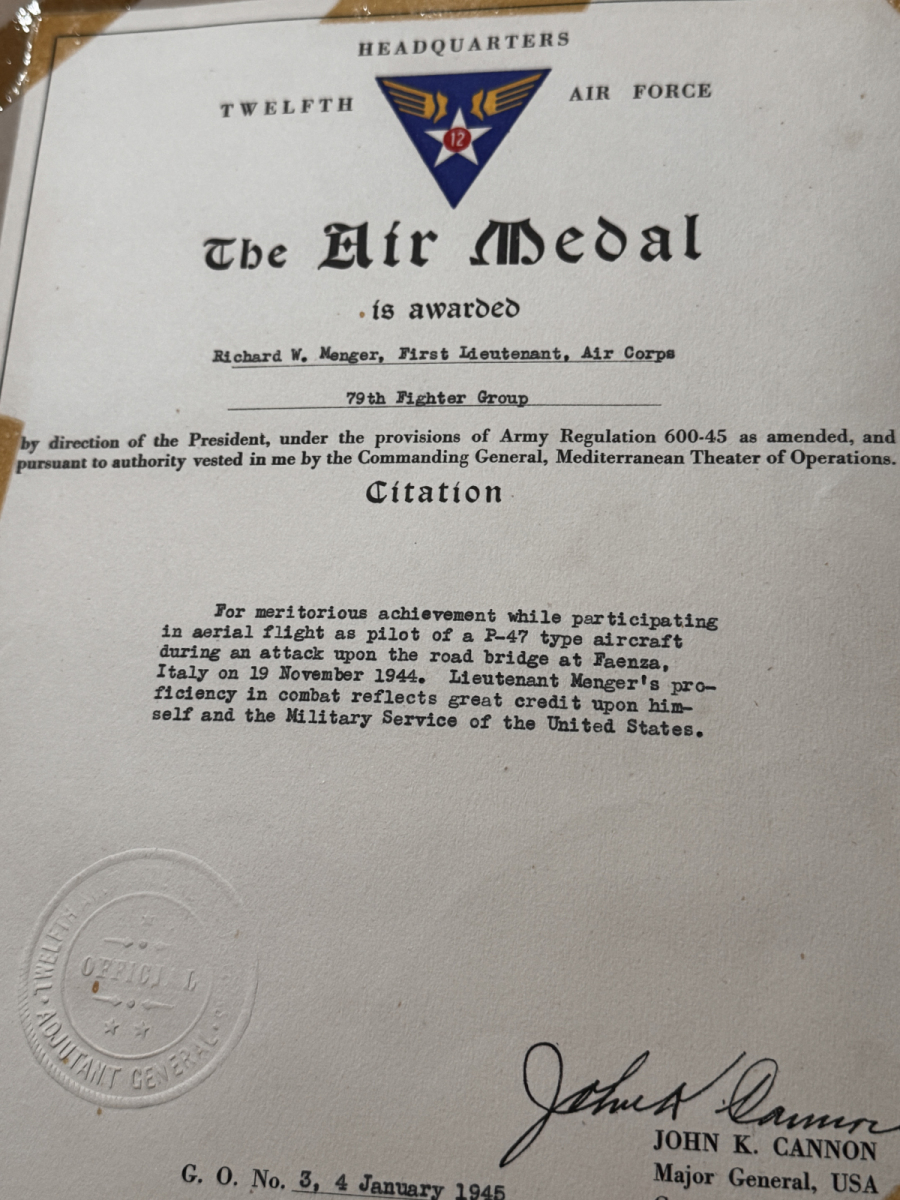 HEADQUARTERS
TWELFTH AIR FORCE
12
The Air Medal
is awarded
Richard W. Menger, First Lieutenant, Air Corps
79th Fighter Group
by direction of the President, under the provisions of Army Regulation 600-45 as amended, and
pursuant to authority vested in me by the Commanding General, Mediterranean Theater of Operations.
Citation
For meritorious achievement while participating
in aerial flight as pilot of a P-47 type aircraft
during an attack upon the road bridge at Faenza,
Italy on 19 November 1944. Lieutenant Menger's pro-
ficiency in combat reflects great credit upon him-
self and the Military Service of the United States.
TWELFTH
OFFICIAL
ADJUTANT GENERAL
John K Cannon
JOHN K. CANNON
Major General, USA
G. O. No. 3, 4 January 1945